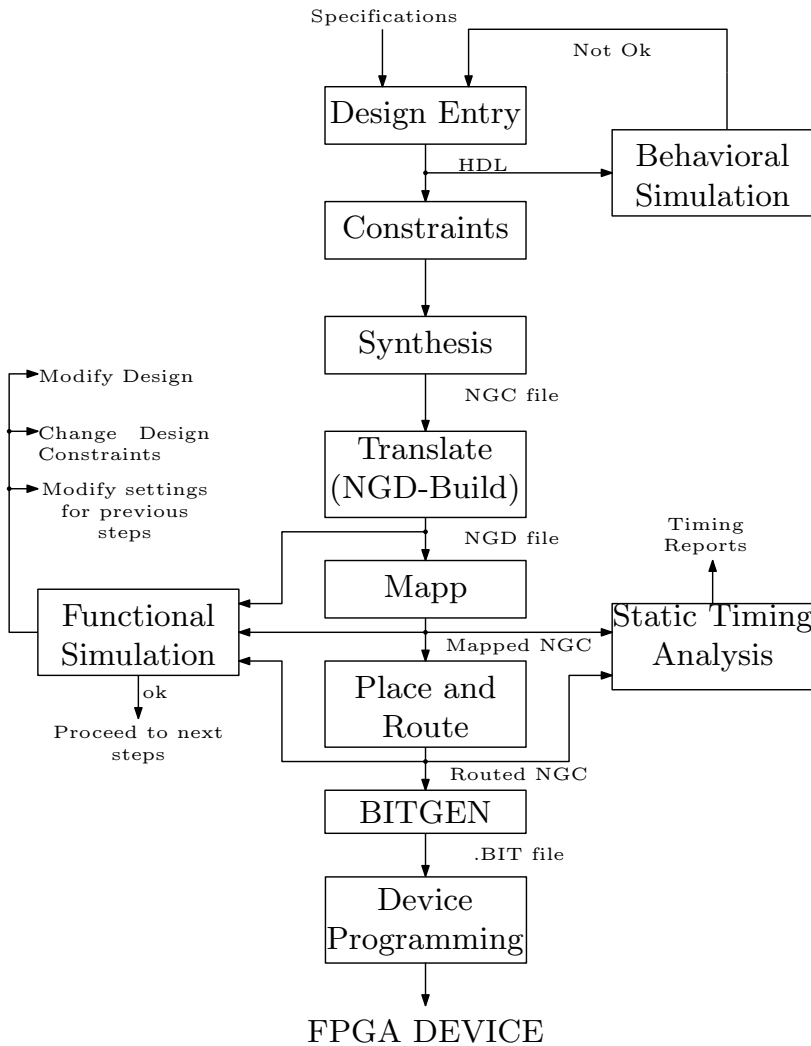 Specifications
Not Ok
Design Entry
HDL
Behavioral
Simulation
Constraints
Synthesis
NGC file
Modify Design
Change Design
Constraints
Modify settings
for previous
steps
Translate
(NGD-Build)
NGD file
Timing
Reports
Mapp
Functional
Simulation
Static Timing
Analysis
Mapped NGC
ok
Proceed to next
steps
Place and
Route
Routed NGC
BITGEN
.BIT file
Device
Programming
FPGA DEVICE